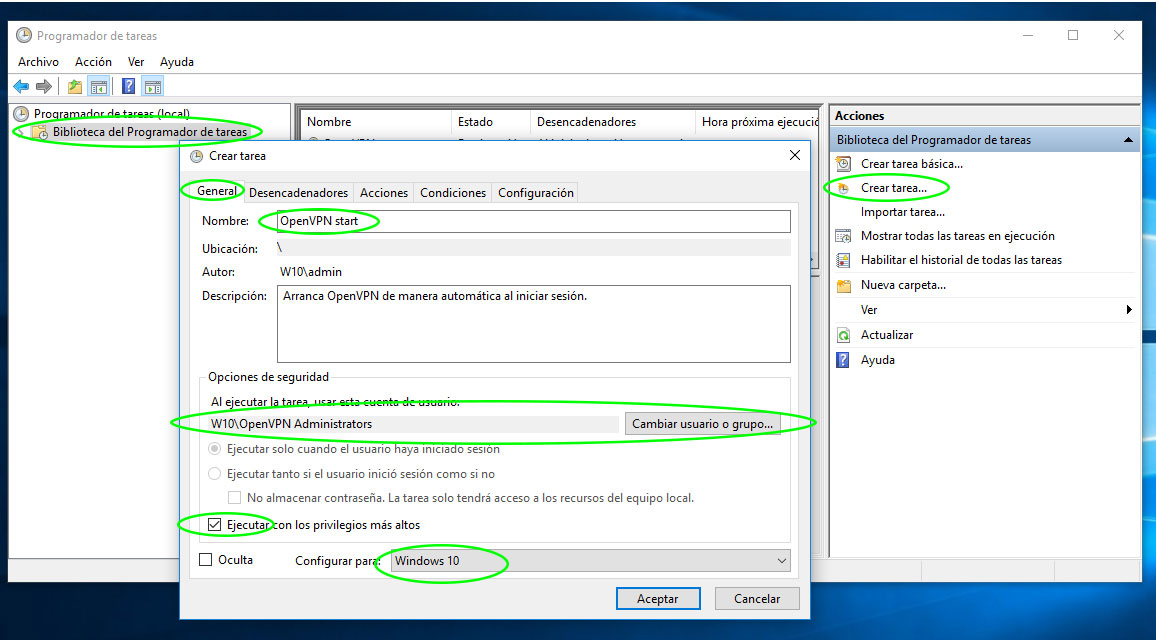 Programador de tareas
Archivo Acción Ver Ayuda
Programador de tareas (local)
Biblioteca del Programador de tareas
Nombre Estado Desencadenadores Hora próxima ejecució
Acciones
Biblioteca del Programador de tareas
Crear tarea básica...
Crear tarea...
Importar tarea...
Mostrar todas las tareas en ejecución
Habilitar el historial de todas las tareas
Nueva carpeta...
Ver
Actualizar
Ayuda
Crear tarea
General Desencadenadores Acciones Condiciones Configuración
Nombre: OpenVPN start
Ubicación: \
Autor: W10\admin
Descripción: Arranca OpenVPN de manera automática al iniciar sesión.
Opciones de seguridad
Al ejecutar la tarea, usar esta cuenta de usuario:
W10\OpenVPN Administrators Cambiar usuario o grupo...
Ejecutar solo cuando el usuario haya iniciado sesión
Ejecutar tanto si el usuario inició sesión como si no
No almacenar contraseña. La tarea solo tendrá acceso a los recursos del equipo local.
Ejecutar con los privilegios más altos
Oculta Configurar para: Windows 10
Aceptar Cancelar